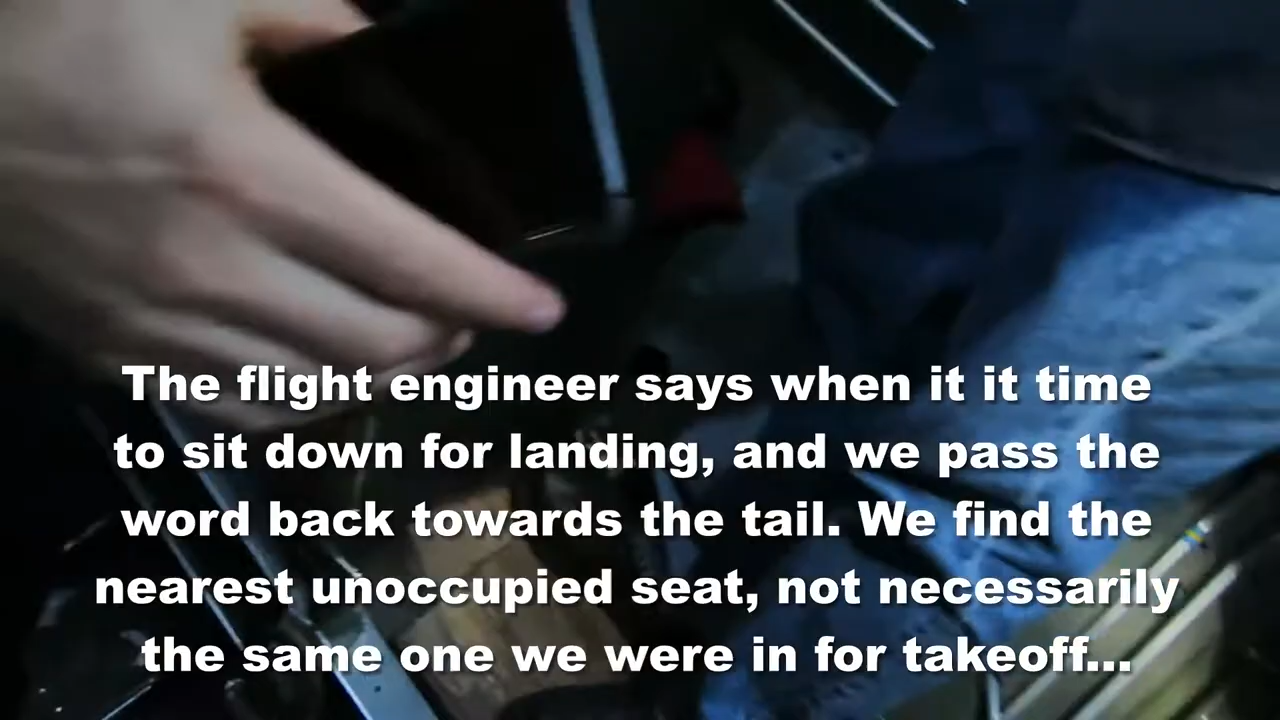 The flight engineer says when it it time
to sit down for landing, and we pass the
word back towards the tail. We find the
nearest unoccupied seat, not necessarily
the same one we were in for takeoff...